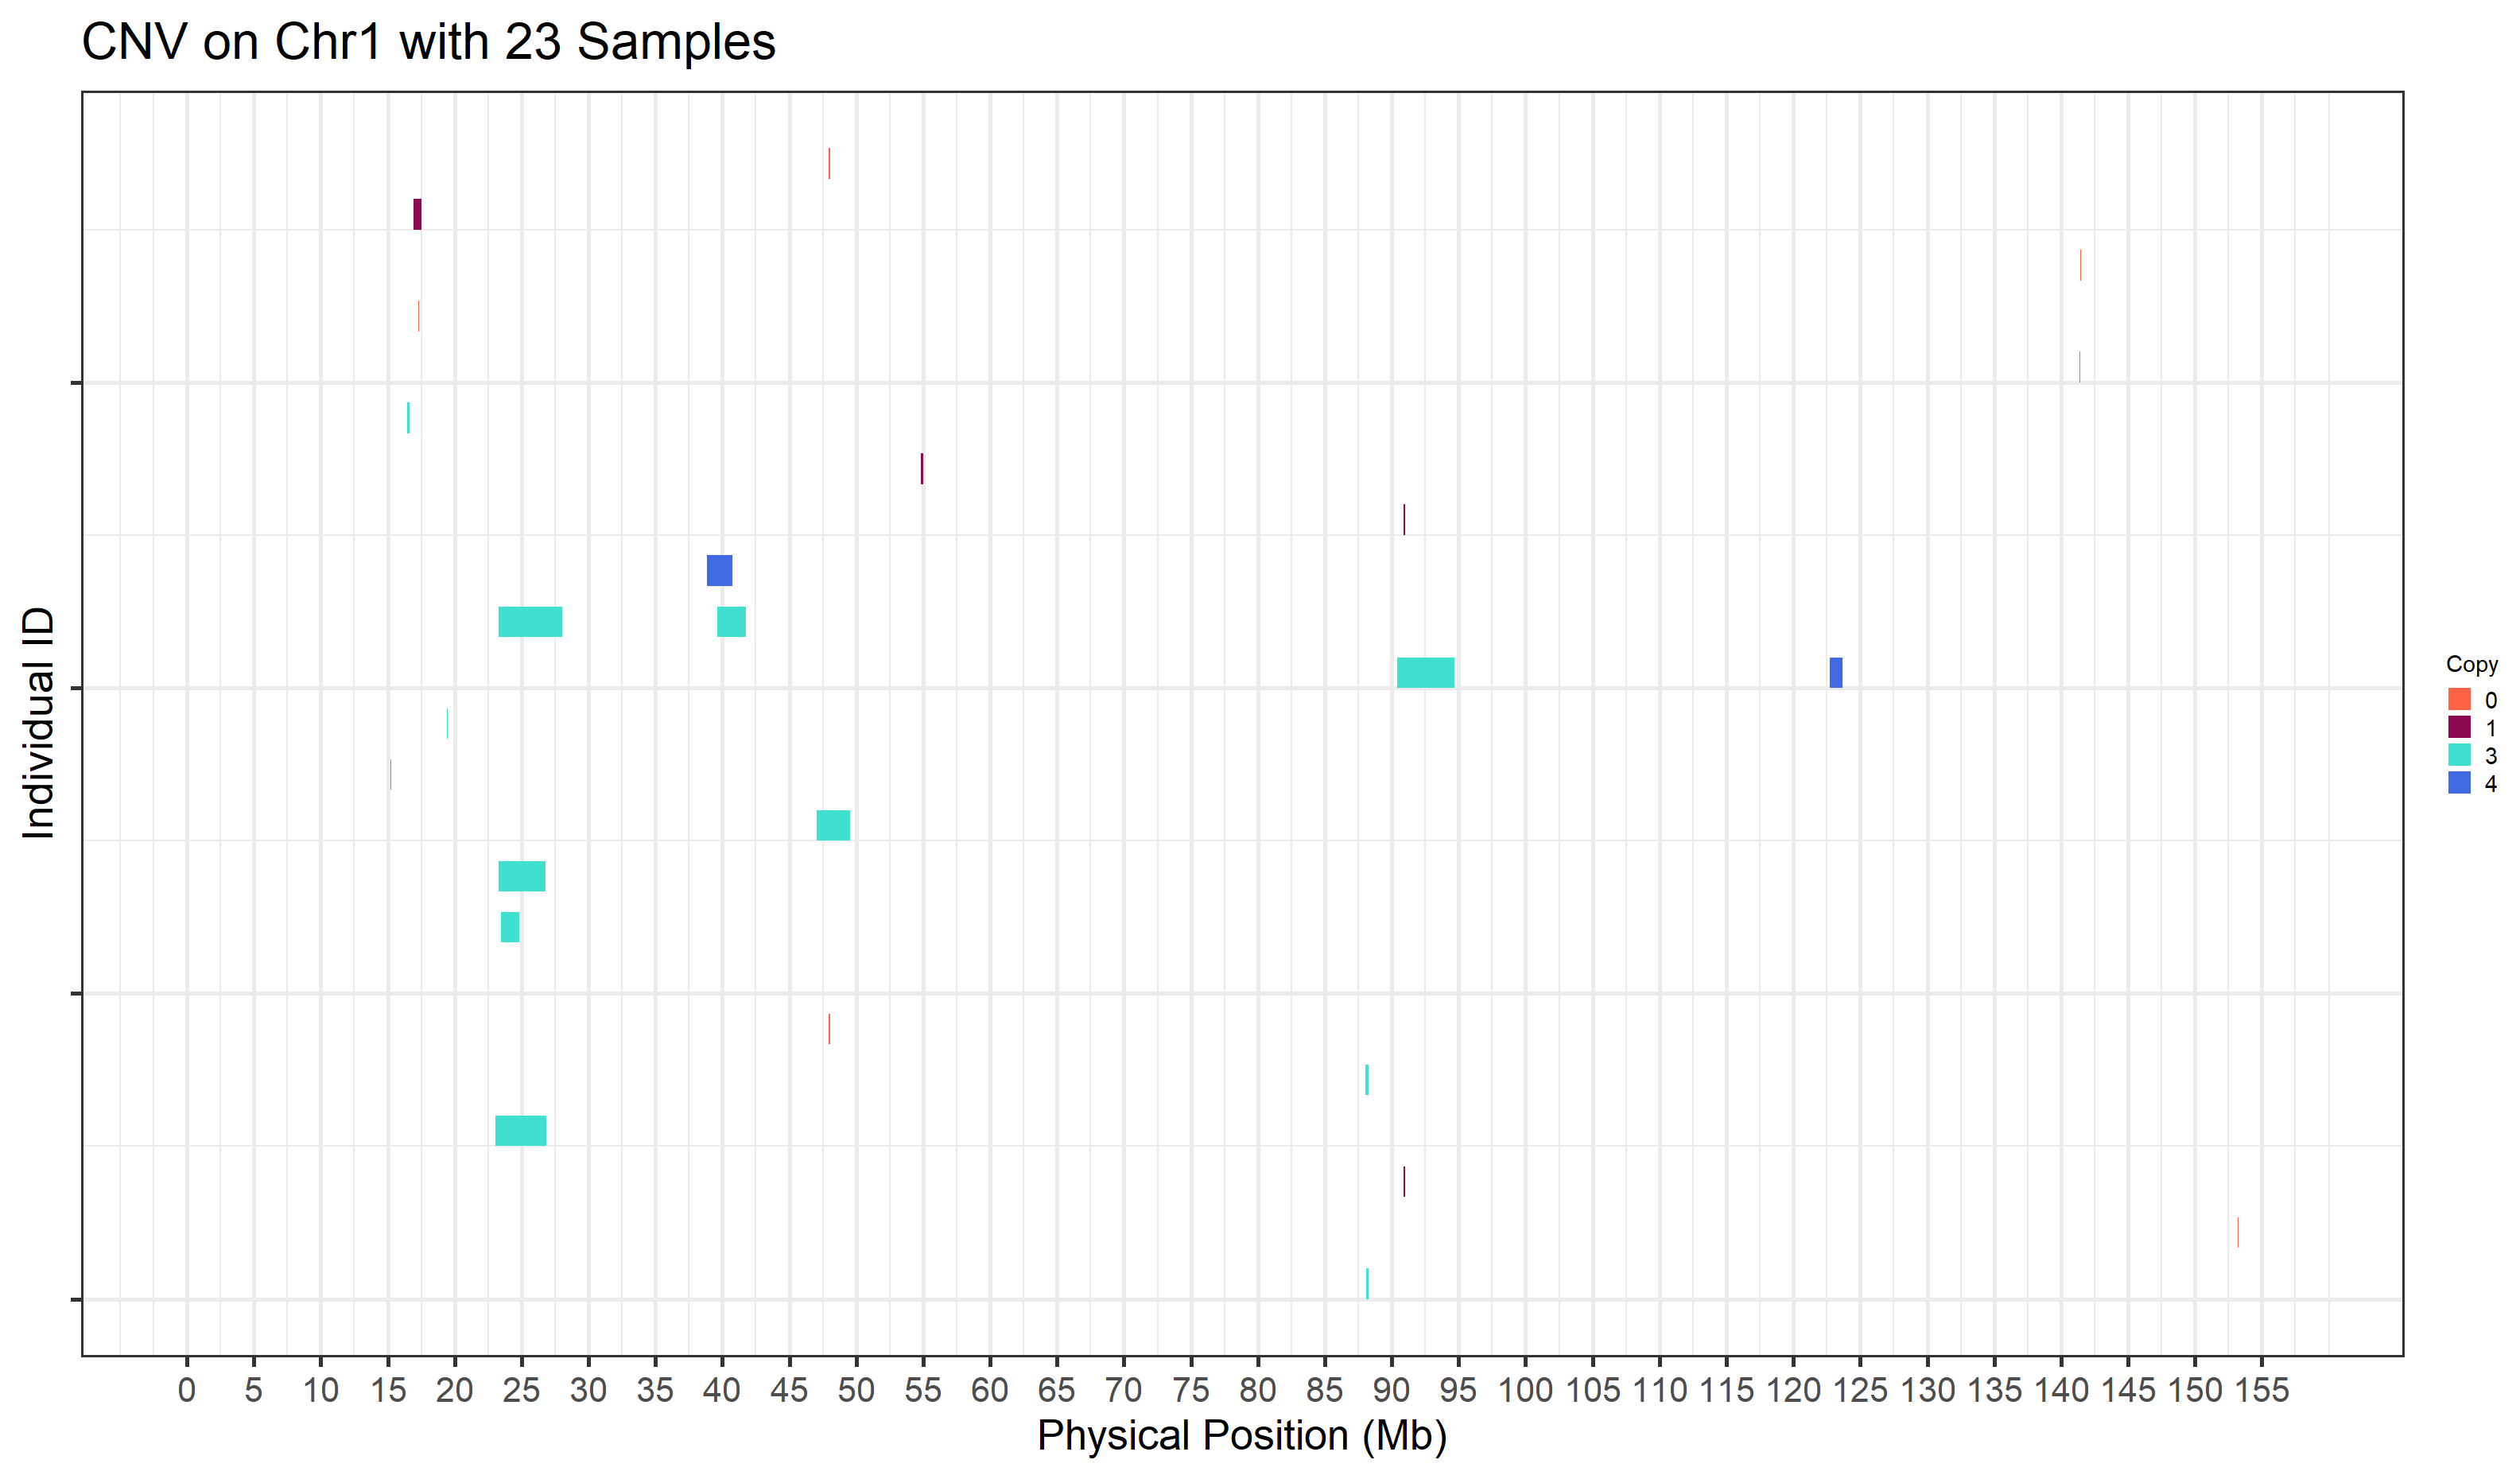 CNV on Chr1 with 23 Samples
Individual ID
Copy
0
1
3
4
0 5 10 15 20 25 30 35 40 45 50 55 60 65 70 75 80 85 90 95 100 105 110 115 120 125 130 135 140 145 150 155
Physical Position (Mb)